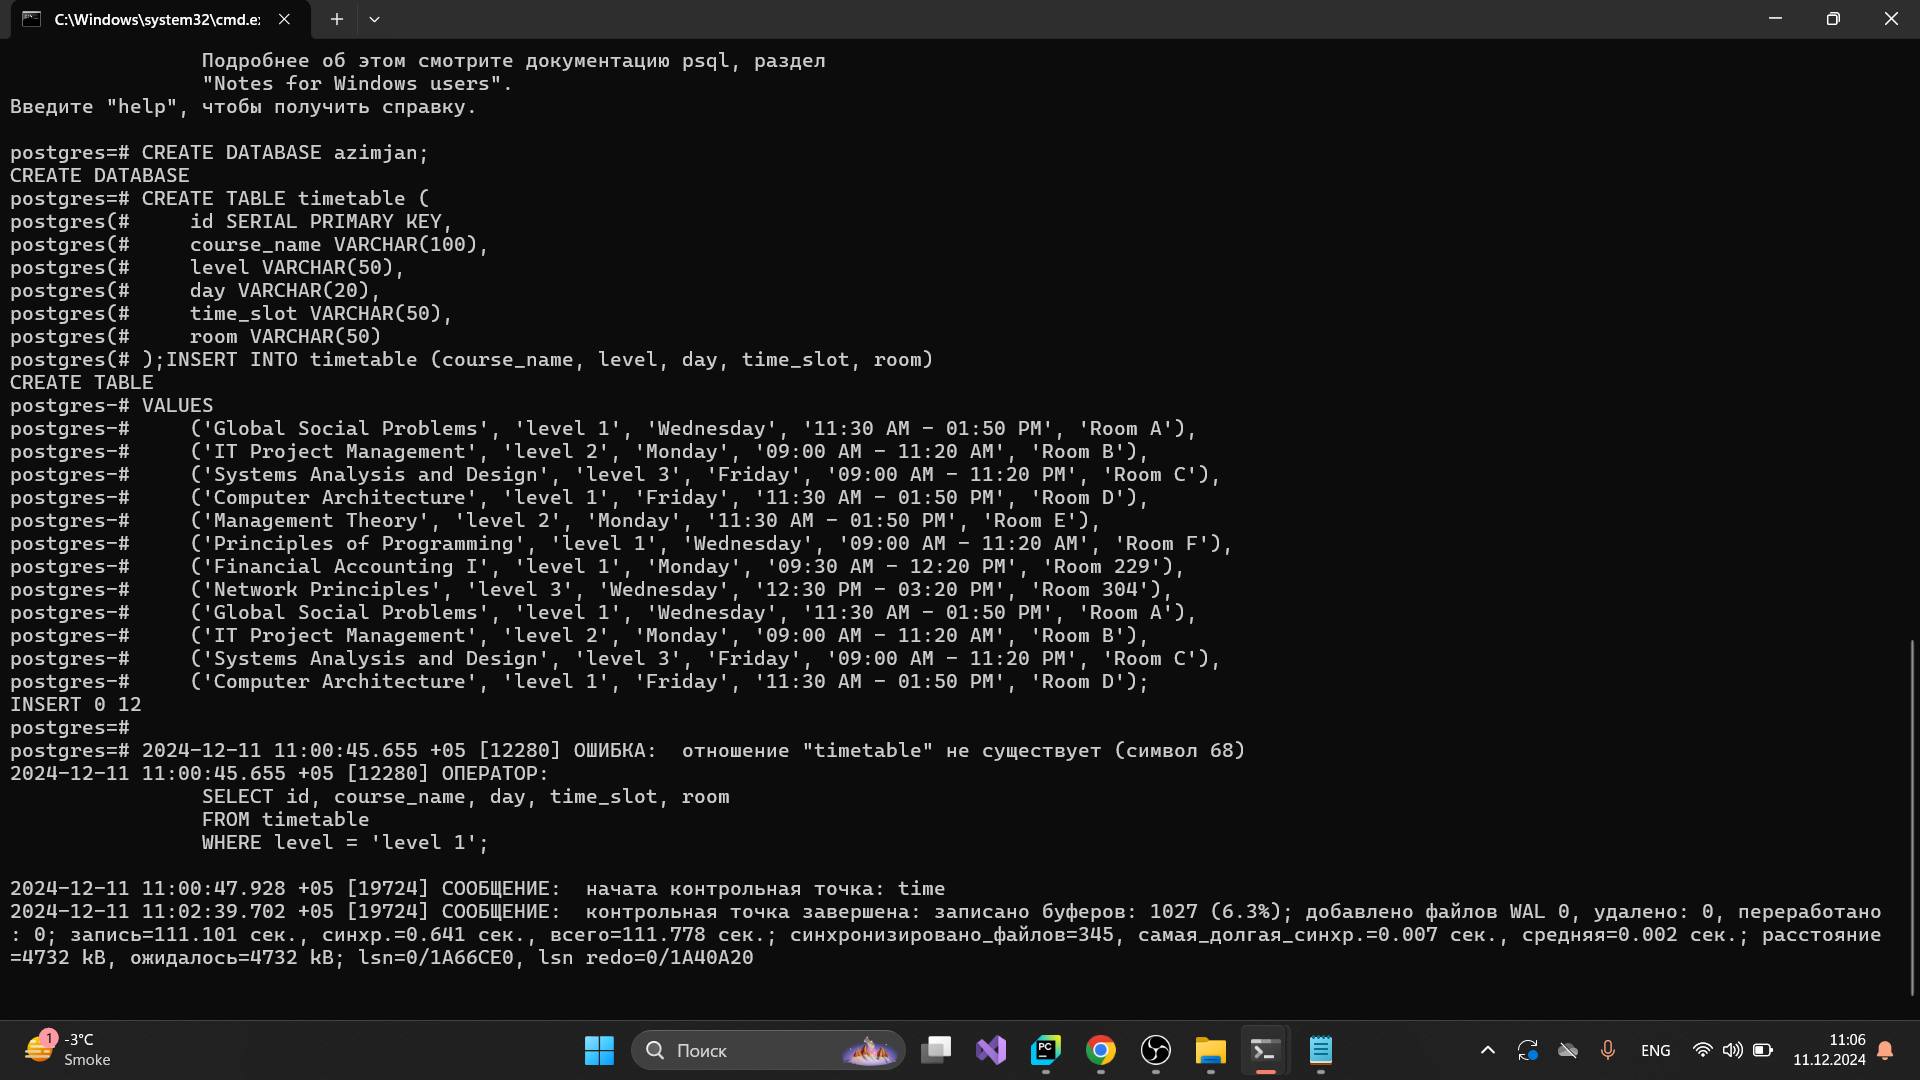 C:\Windows\system32\cmd.e
Подробнее об этом смотрите документацию psql, раздел
"Notes for Windows users".
Введите "help", чтобы получить справку.
postgres=# CREATE DATABASE azimjan;
CREATE DATABASE
postgres=# CREATE TABLE timetable (
postgres(#     id SERIAL PRIMARY KEY,
postgres(#     course_name VARCHAR(100),
postgres(#     level VARCHAR(50),
postgres(#     day VARCHAR(20),
postgres(#     time_slot VARCHAR(50),
postgres(#     room VARCHAR(50)
postgres(# );INSERT INTO timetable (course_name, level, day, time_slot, room)
CREATE TABLE
postgres-# VALUES
postgres-#     ('Global Social Problems', 'level 1', 'Wednesday', '11:30 AM - 01:50 PM', 'Room A'),
postgres-#     ('IT Project Management', 'level 2', 'Monday', '09:00 AM - 11:20 AM', 'Room B'),
postgres-#     ('Systems Analysis and Design', 'level 3', 'Friday', '09:00 AM - 11:20 PM', 'Room C'),
postgres-#     ('Computer Architecture', 'level 1', 'Friday', '11:30 AM - 01:50 PM', 'Room D'),
postgres-#     ('Management Theory', 'level 2', 'Monday', '11:30 AM - 01:50 PM', 'Room E'),
postgres-#     ('Principles of Programming', 'level 1', 'Wednesday', '09:00 AM - 11:20 AM', 'Room F'),
postgres-#     ('Financial Accounting I', 'level 1', 'Monday', '09:30 AM - 12:20 PM', 'Room 229'),
postgres-#     ('Network Principles', 'level 3', 'Wednesday', '12:30 PM - 03:20 PM', 'Room 304'),
postgres-#     ('Global Social Problems', 'level 1', 'Wednesday', '11:30 AM - 01:50 PM', 'Room A'),
postgres-#     ('IT Project Management', 'level 2', 'Monday', '09:00 AM - 11:20 AM', 'Room B'),
postgres-#     ('Systems Analysis and Design', 'level 3', 'Friday', '09:00 AM - 11:20 PM', 'Room C'),
postgres-#     ('Computer Architecture', 'level 1', 'Friday', '11:30 AM - 01:50 PM', 'Room D');
INSERT 0 12
postgres=#
postgres=# 2024-12-11 11:00:45.655 +05 [12280] ОШИБКА:  отношение "timetable" не существует (символ 68)
2024-12-11 11:00:45.655 +05 [12280] ОПЕРАТОР:
SELECT id, course_name, day, time_slot, room
FROM timetable
WHERE level = 'level 1';
2024-12-11 11:00:47.928 +05 [19724] СООБЩЕНИЕ:  начата контрольная точка: time
2024-12-11 11:02:39.702 +05 [19724] СООБЩЕНИЕ:  контрольная точка завершена: записано буферов: 1027 (6.3%); добавлено файлов WAL 0, удалено: 0, переработано
: 0; запись=111.101 сек., синхр.=0.641 сек., всего=111.778 сек.; синхронизировано_файлов=345, самая_долгая_синхр.=0.007 сек., средняя=0.002 сек.; расстояние
=4732 kB, ожидалось=4732 kB; lsn=0/1A66CE0, lsn redo=0/1A40A20
1
-3°C
Smoke
Поиск
PC
ENG
11:06
11.12.2024